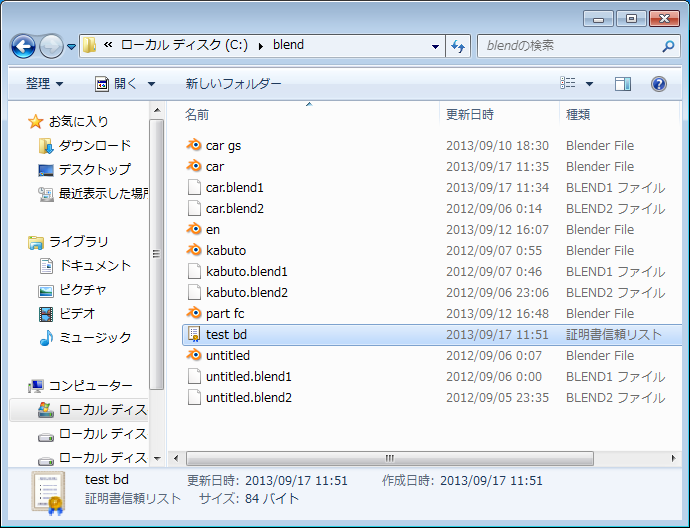 « ローカル ディスク (C:) blend blendの検索
整理 開く 新しいフォルダー
名前 更新日時 種類
お気に入り
ダウンロード
デスクトップ
最近表示した場所
ライブラリ
ドキュメント
ピクチャ
ビデオ
ミュージック
コンピューター
ローカル ディス
ローカル ディス
ローカル ディス
car gs 2013/09/10 18:30 Blender File
car 2013/09/17 11:35 Blender File
car.blend1 2013/09/17 11:34 BLEND1 ファイル
car.blend2 2012/09/06 0:14 BLEND2 ファイル
en 2013/09/12 16:07 Blender File
kabuto 2012/09/07 0:55 Blender File
kabuto.blend1 2012/09/07 0:46 BLEND1 ファイル
kabuto.blend2 2012/09/06 23:06 BLEND2 ファイル
part fc 2013/09/12 16:48 Blender File
test bd 2013/09/17 11:51 証明書信頼リスト
untitled 2012/09/06 0:07 Blender File
untitled.blend1 2012/09/06 0:00 BLEND1 ファイル
untitled.blend2 2012/09/05 23:35 BLEND2 ファイル
test bd 更新日時: 2013/09/17 11:51 作成日時: 2013/09/17 11:51
証明書信頼リスト サイズ: 84 バイト